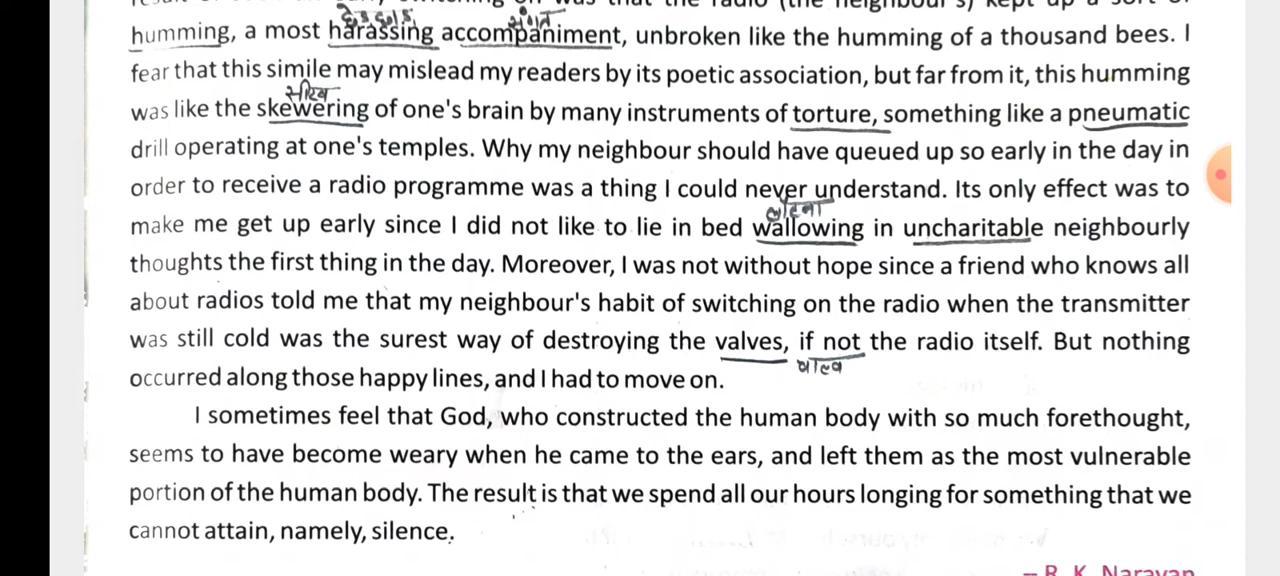 humming, a most harassing accompaniment, unbroken like the humming of a thousand bees. I
fear that this simile may mislead my readers by its poetic association, but far from it, this humming
was like the skewering of one's brain by many instruments of torture, something like a pneumatic
drill operating at one's temples. Why my neighbour should have queued up so early in the day in
order to receive a radio programme was a thing I could never understand. Its only effect was to
लोटना
make me get up early since I did not like to lie in bed wallowing in uncharitable neighbourly
thoughts the first thing in the day. Moreover, I was not without hope since a friend who knows all
about radios told me that my neighbour's habit of switching on the radio when the transmitter
was still cold was the surest way of destroying the valves, if not the radio itself. But nothing
वाल्व
occurred along those happy lines, and I had to move on.
I sometimes feel that God, who constructed the human body with so much forethought,
seems to have become weary when he came to the ears, and left them as the most vulnerable
portion of the human body. The result is that we spend all our hours longing for something that we
cannot attain, namely, silence.
– R. K. Narayan